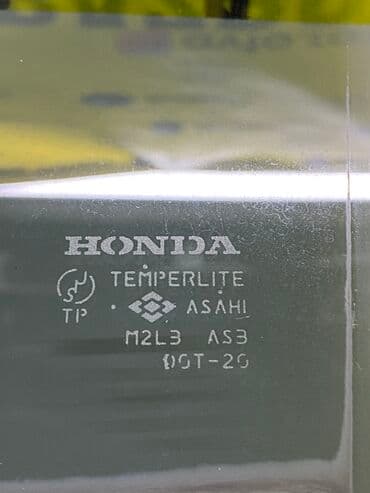 HONDA
TEMPERLITE
TP ASAHI
M2L3 AS3
DOT-20